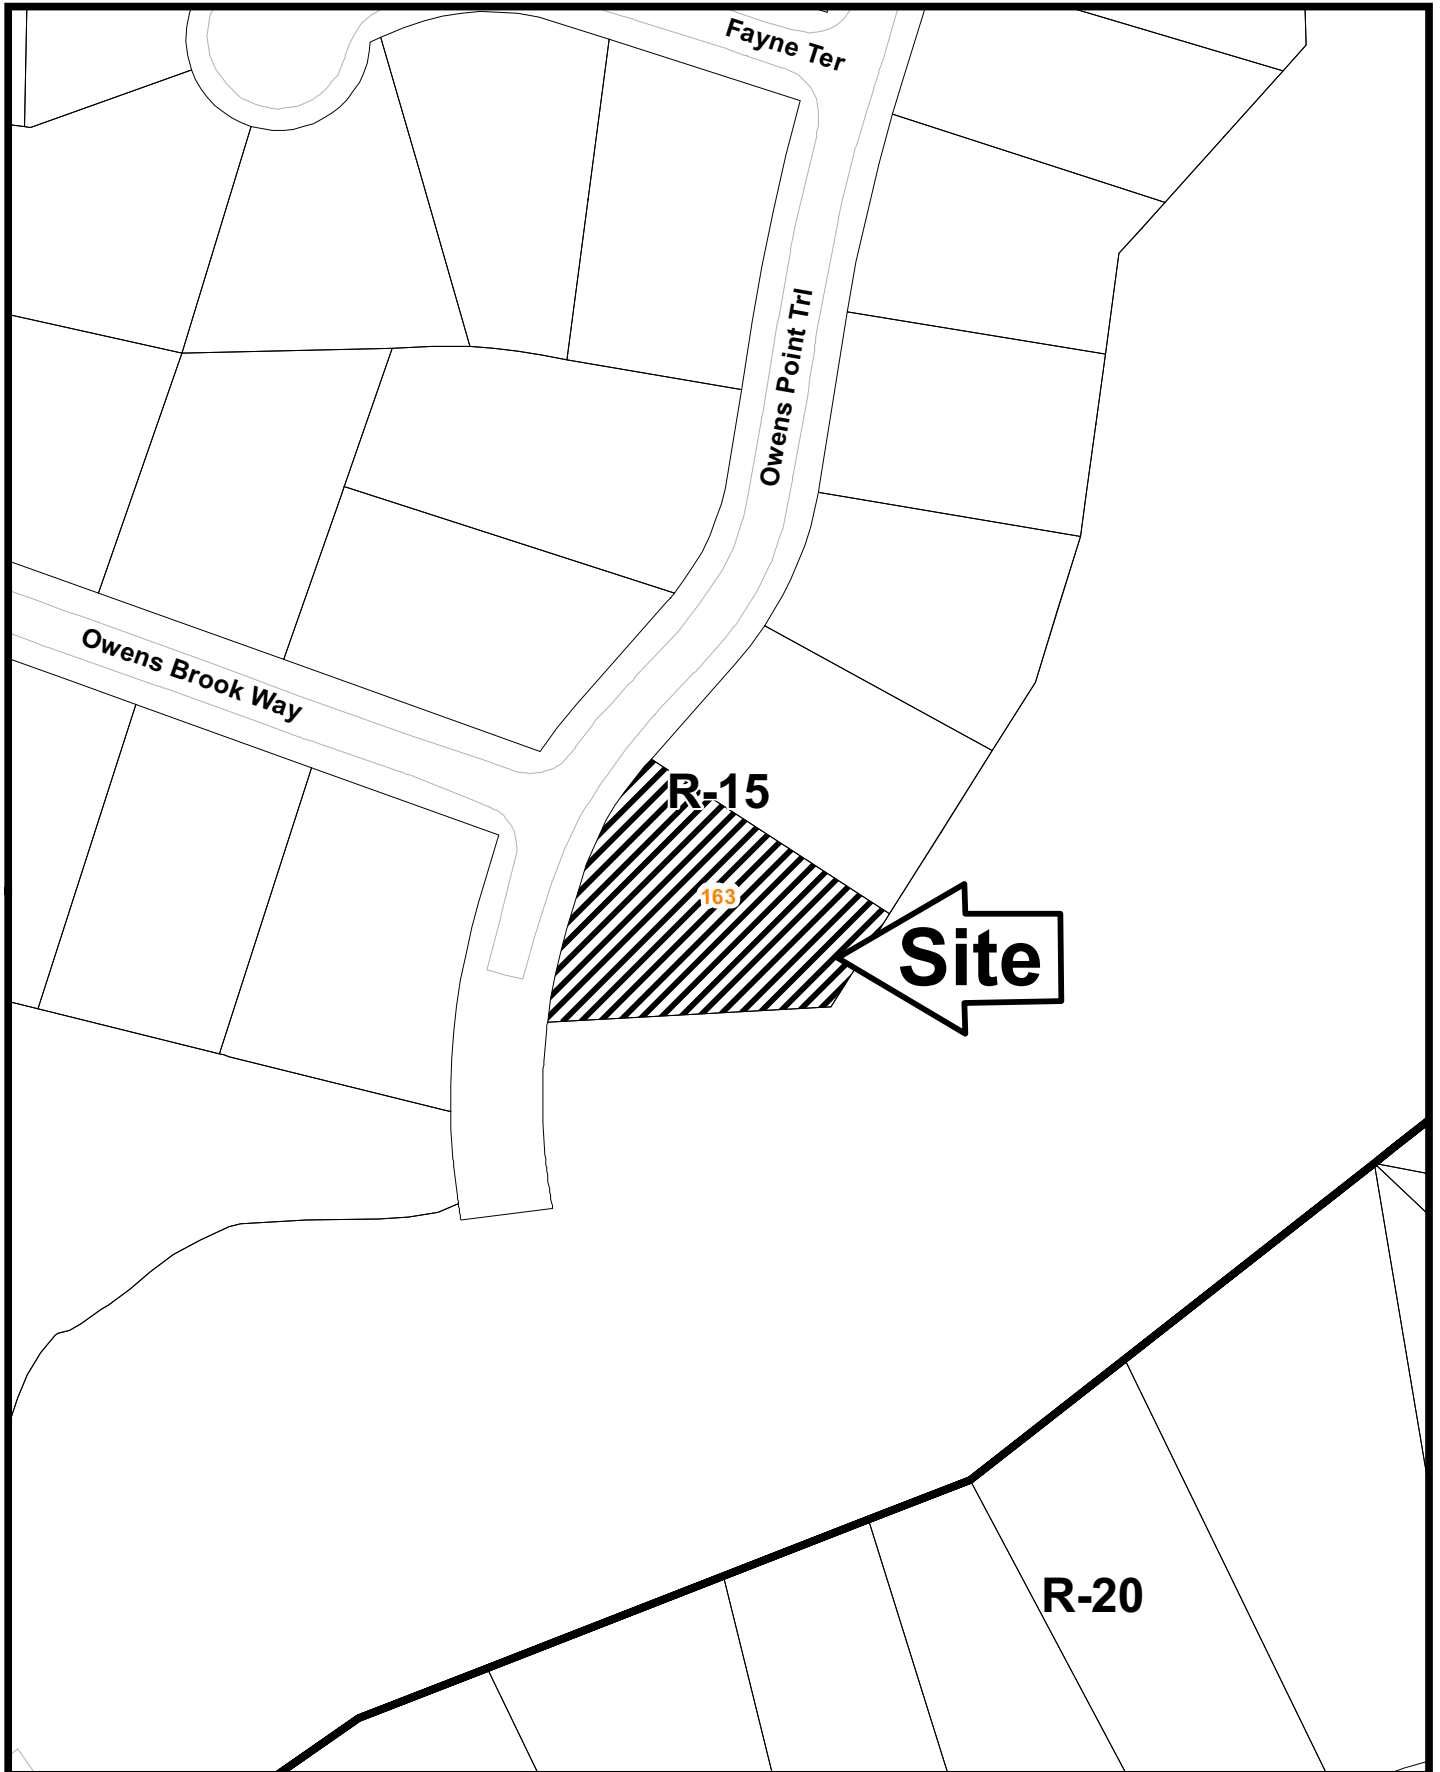 Fayne Ter
Owens Point Trl
Owens Brook Way
R-15
163
Site
R-20